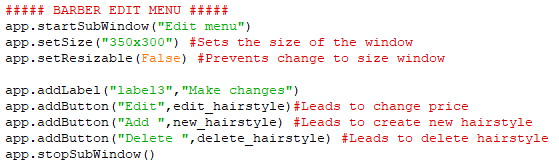 ##### BARBER EDIT MENU #####
app.startSubWindow("Edit menu")
app.setSize("350x300") #Sets the size of the window
app.setResizable(False) #Prevents change to size window

app.addLabel("label3","Make changes")
app.addButton("Edit",edit_hairstyle)#Leads to change price
app.addButton("Add ",new_hairstyle) #Leads to create new hairstyle
app.addButton("Delete ",delete_hairstyle) #Leads to delete hairstyle
app.stopSubWindow()